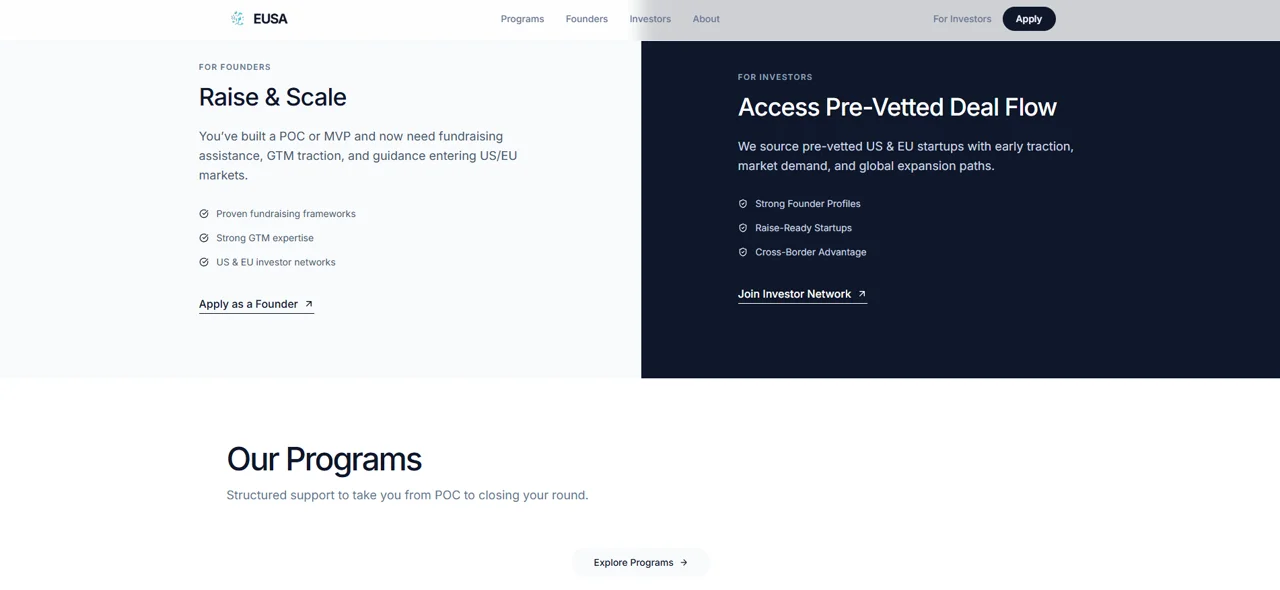 EUSA
Programs
Founders
Investors
About
For Investors
Apply
FOR FOUNDERS
Raise & Scale
You've built a POC or MVP and now need fundraising
assistance, GTM traction, and guidance entering US/EU
markets.
Proven fundraising frameworks
Strong GTM expertise
US & EU investor networks
Apply as a Founder
FOR INVESTORS
Access Pre-Vetted Deal Flow
We source pre-vetted US & EU startups with early traction,
market demand, and global expansion paths.
Strong Founder Profiles
Raise-Ready Startups
Cross-Border Advantage
Join Investor Network
Our Programs
Structured support to take you from POC to closing your round.
Explore Programs